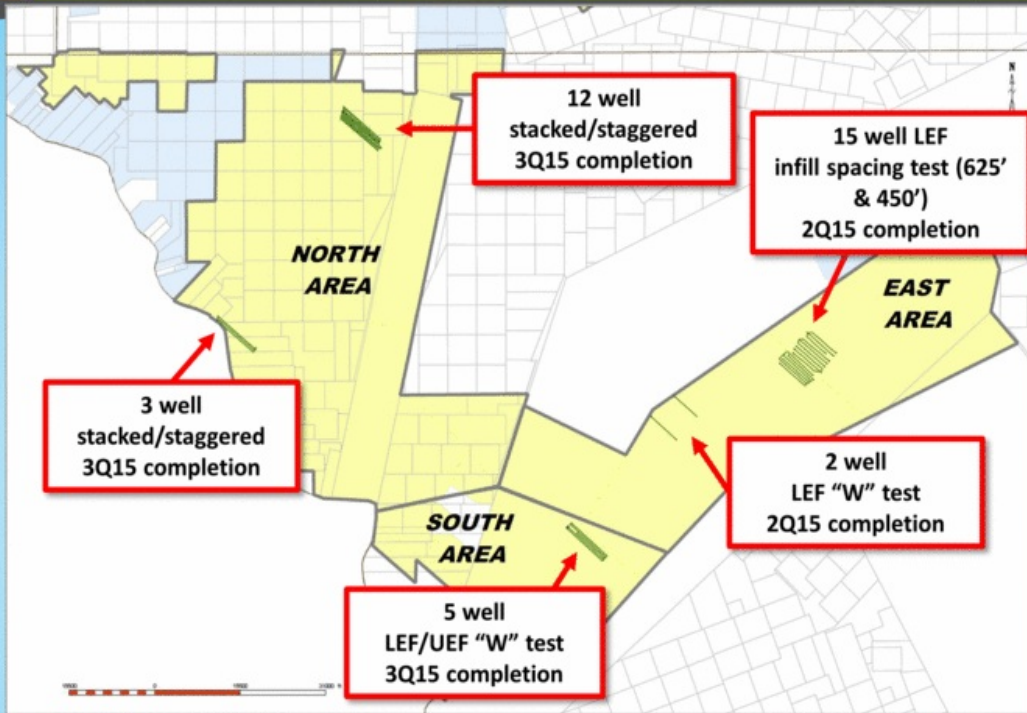 N
12 well
stacked/staggered
3Q15 completion
15 well LEF
infill spacing test (625'
& 450')
2Q15 completion
NORTH
AREA
EAST
AREA
3 well
stacked/staggered
3Q15 completion
2 well
LEF “W” test
2Q15 completion
SOUTH
AREA
5 well
LEF/UEF “W” test
3Q15 completion
0